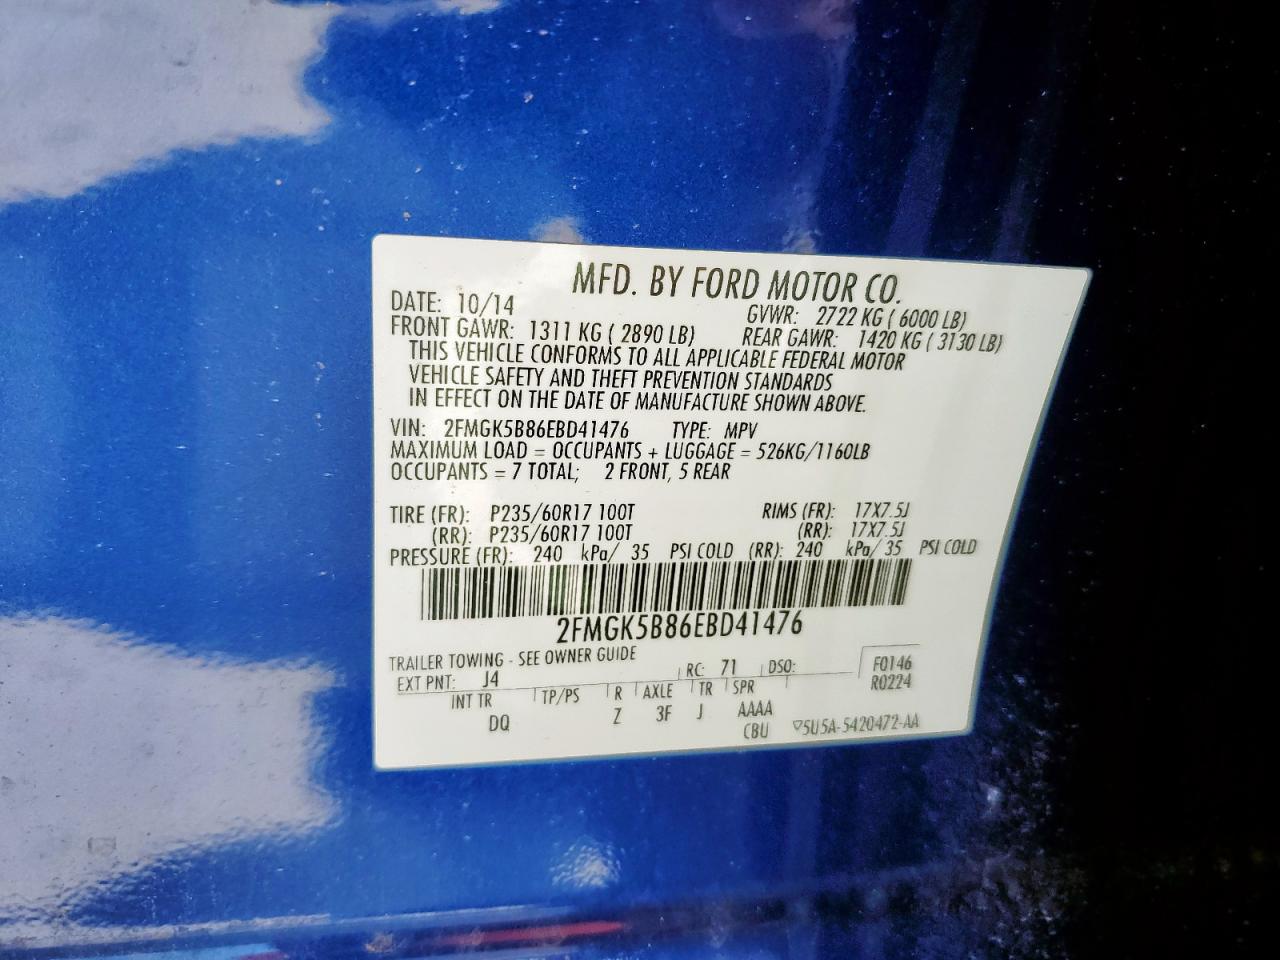 MFD. BY FORD MOTOR CO.
DATE: 10/14 GVWR: 2722 KG ( 6000 LB)
FRONT GAWR: 1311 KG ( 2890 LB) REAR GAWR: 1420 KG ( 3130 LB)
THIS VEHICLE CONFORMS TO ALL APPLICABLE FEDERAL MOTOR
VEHICLE SAFETY AND THEFT PREVENTION STANDARDS
IN EFFECT ON THE DATE OF MANUFACTURE SHOWN ABOVE.
VIN: 2FMGK5B86EBD41476 TYPE: MPV
MAXIMUM LOAD = OCCUPANTS + LUGGAGE = 526KG/1160LB
OCCUPANTS = 7 TOTAL; 2 FRONT, 5 REAR
TIRE (FR): P235/60R17 100T RIMS (FR): 17X7.5J
(RR): P235/60R17 100T (RR): 17X7.5J
PRESSURE (FR): 240 kPa/ 35 PSI COLD (RR): 240 kPa/ 35 PSI COLD
2FMGK5B86EBD41476
TRAILER TOWING - SEE OWNER GUIDE
EXT PNT: J4 RC: 71 DSO: F0146
R0224
INT TR TP/PS R AXLE TR SPR
DQ Z 3F J AAAA
CBU 5U5A-5420472-AA